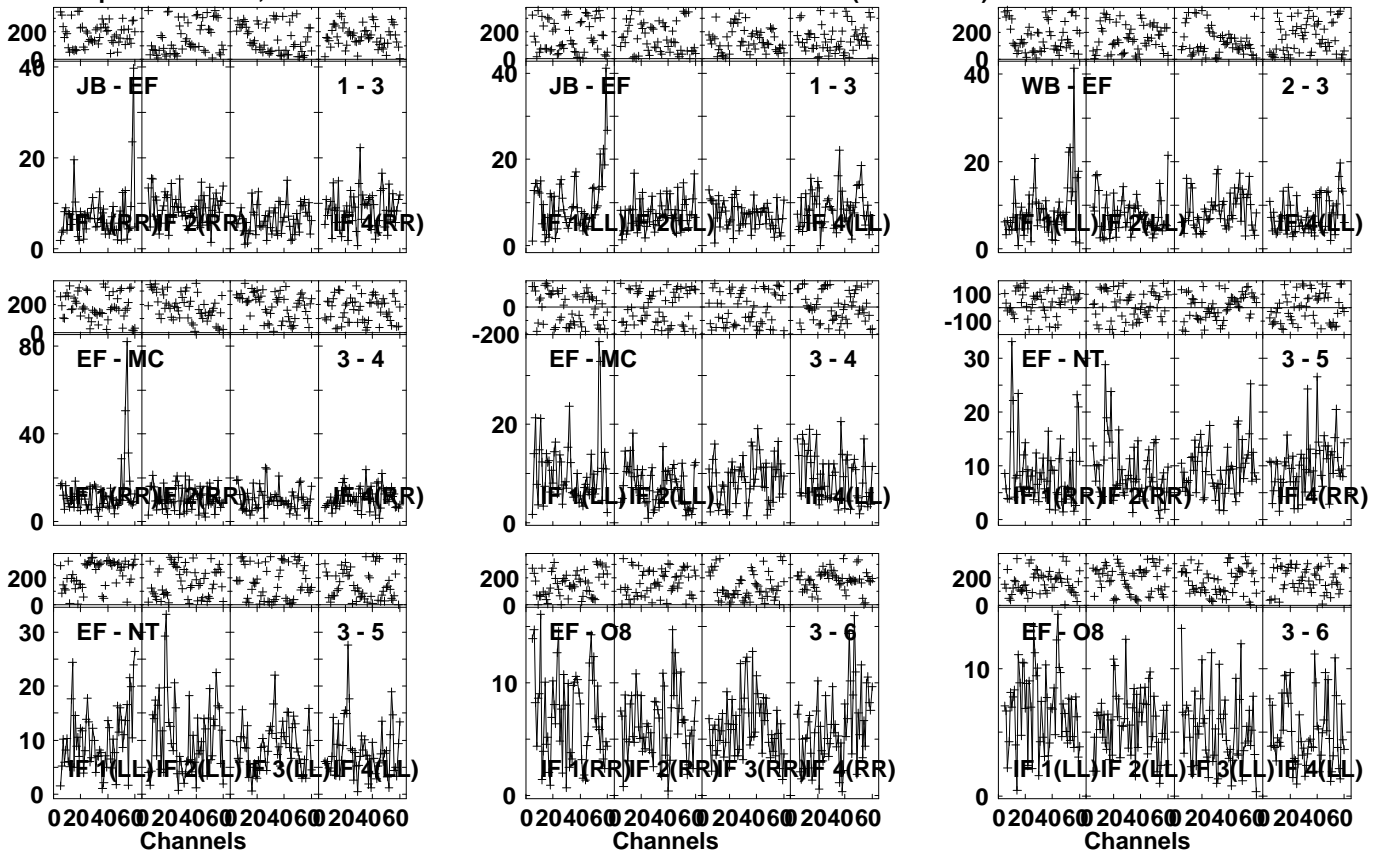 200
0
40
20
0
JB - EF 1 - 3
IF 1(RR) IF 2(RR) IF 4(RR)
200
0
40
20
0
JB - EF 1 - 3
IF 1(LL) IF 2(LL) IF 4(LL)
200
0
40
20
0
WB - EF 2 - 3
IF 1(LL) IF 2(LL) IF 4(LL)
200
0
80
40
0
EF - MC 3 - 4
IF 1(RR) IF 2(RR) IF 4(RR)
0
-200
20
0
EF - MC 3 - 4
IF 1(LL) IF 2(LL) IF 4(LL)
100
-100
30
20
10
0
EF - NT 3 - 5
IF 1(RR) IF 2(RR) IF 4(RR)
200
0
30
20
10
0
EF - NT 3 - 5
IF 1(LL) IF 2(LL) IF 3(LL) IF 4(LL)
0 20 40 60 0 20 40 60 0 20 40 60 0 20 40 60
Channels
200
0
10
0
EF - O8 3 - 6
IF 1(RR) IF 2(RR) IF 3(RR) IF 4(RR)
0 20 40 60 0 20 40 60 0 20 40 60 0 20 40 60
Channels
200
0
10
0
EF - O8 3 - 6
IF 1(LL) IF 2(LL) IF 3(LL) IF 4(LL)
0 20 40 60 0 20 40 60 0 20 40 60 0 20 40 60
Channels